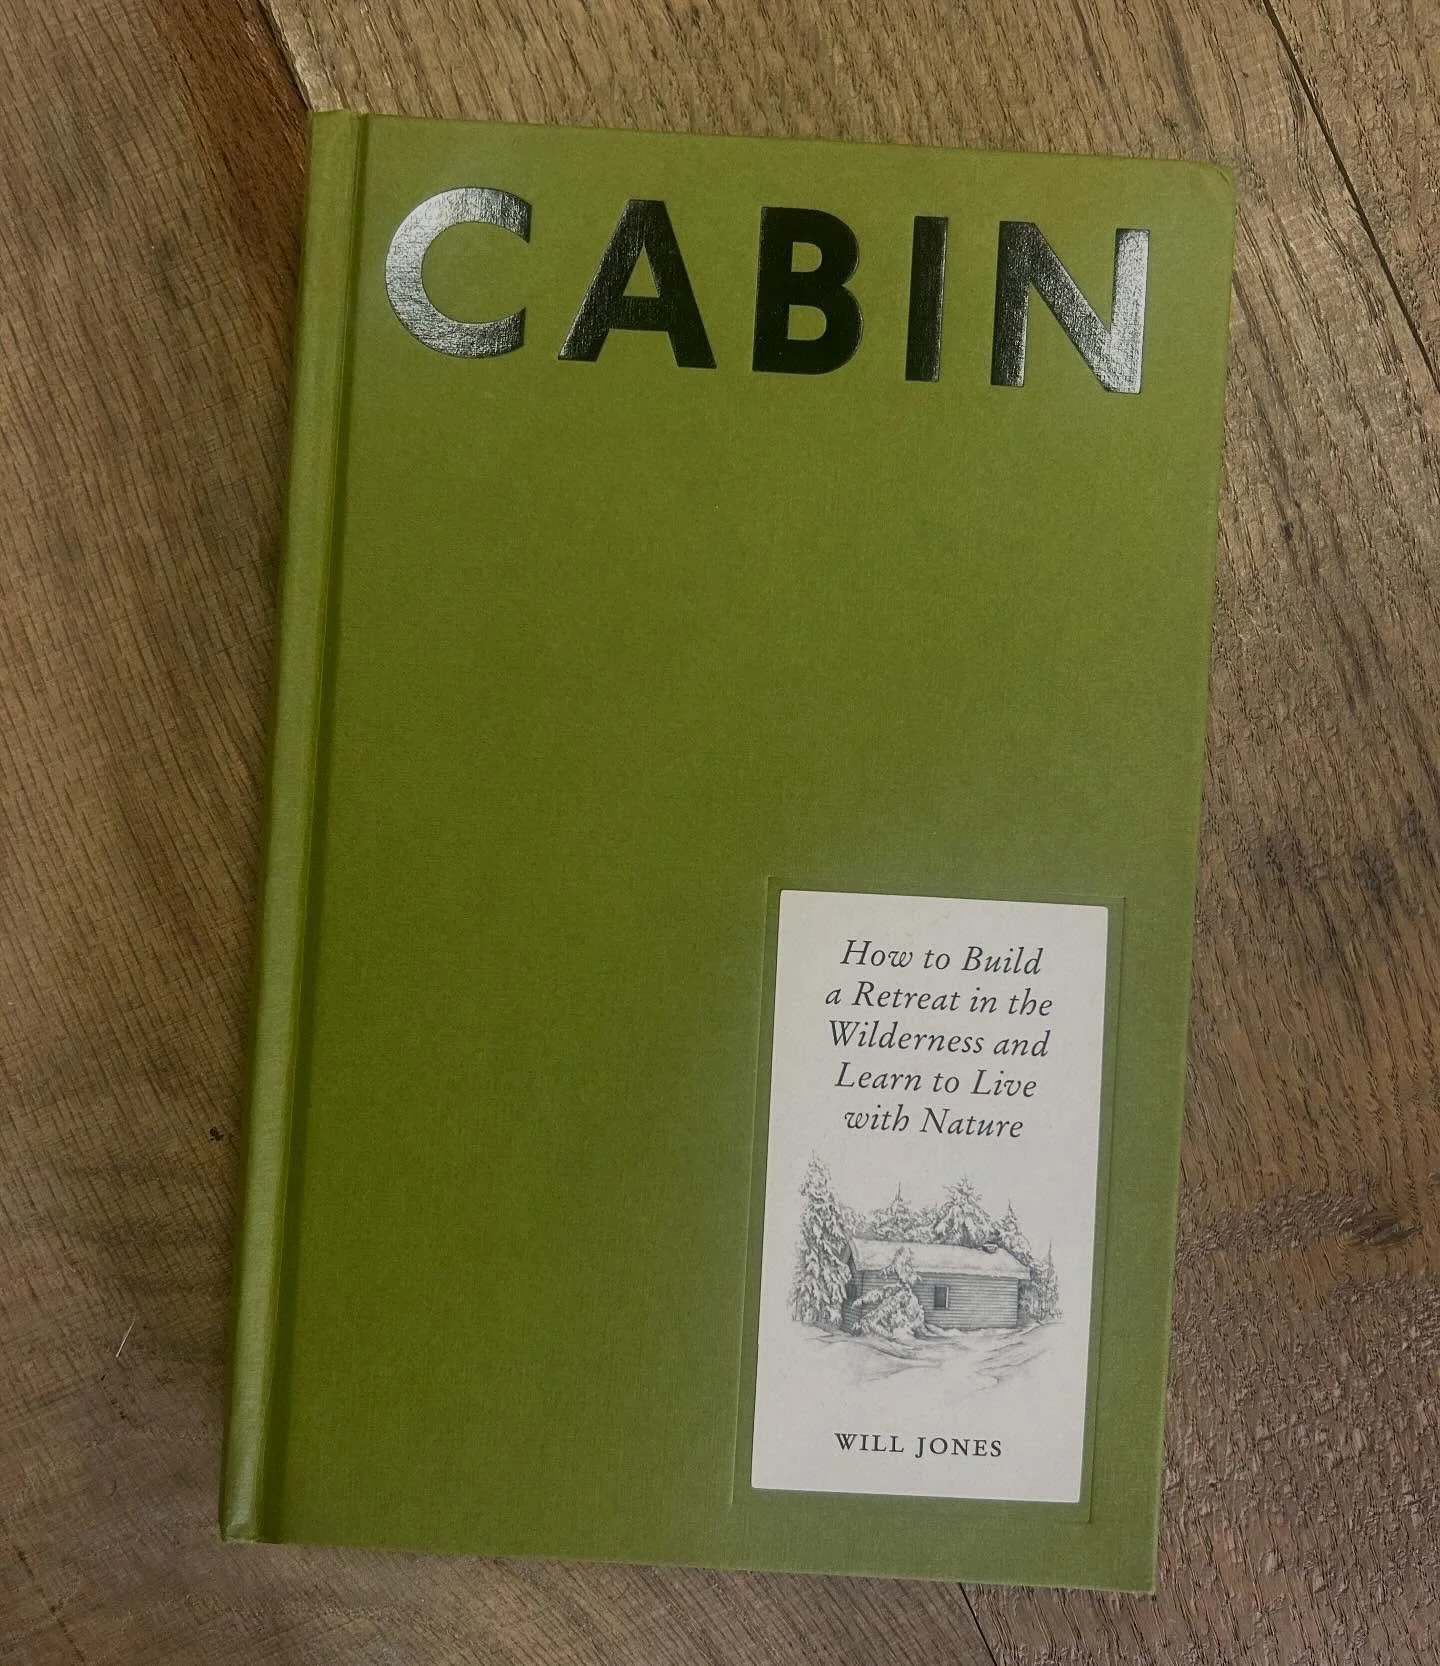 CABIN
How to Build
a Retreat in the
Wilderness and
Learn to Live
with Nature
WILL JONES